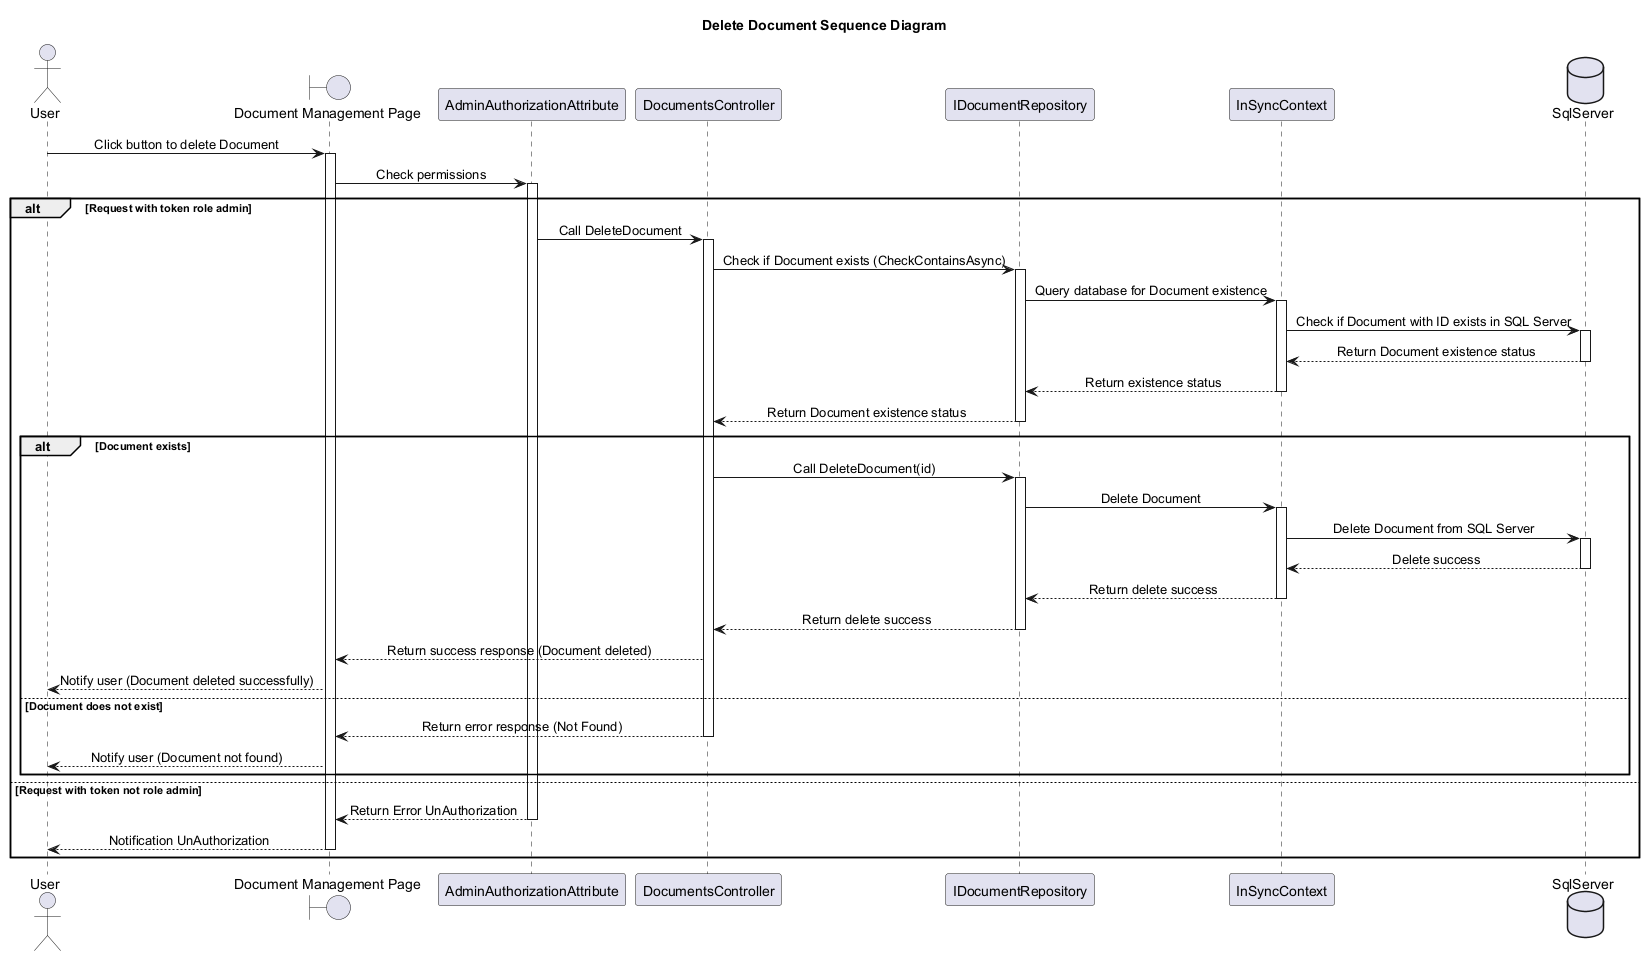 Delete Document Sequence Diagram
User
Document Management Page
AdminAuthorizationAttribute
DocumentsController
IDocumentRepository
InSyncContext
SqlServer
Click button to delete Document
Check permissions
alt
[Request with token role admin]
Call DeleteDocument
Check if Document exists (CheckContainsAsync)
Query database for Document existence
Check if Document with ID exists in SQL Server
Return Document existence status
Return existence status
Return Document existence status
alt
[Document exists]
Call DeleteDocument(id)
Delete Document
Delete Document from SQL Server
Delete success
Return delete success
Return delete success
Return success response (Document deleted)
Notify user (Document deleted successfully)
[Document does not exist]
Return error response (Not Found)
Notify user (Document not found)
[Request with token not role admin]
Return Error UnAuthorization
Notification UnAuthorization
User
Document Management Page
AdminAuthorizationAttribute
DocumentsController
IDocumentRepository
InSyncContext
SqlServer